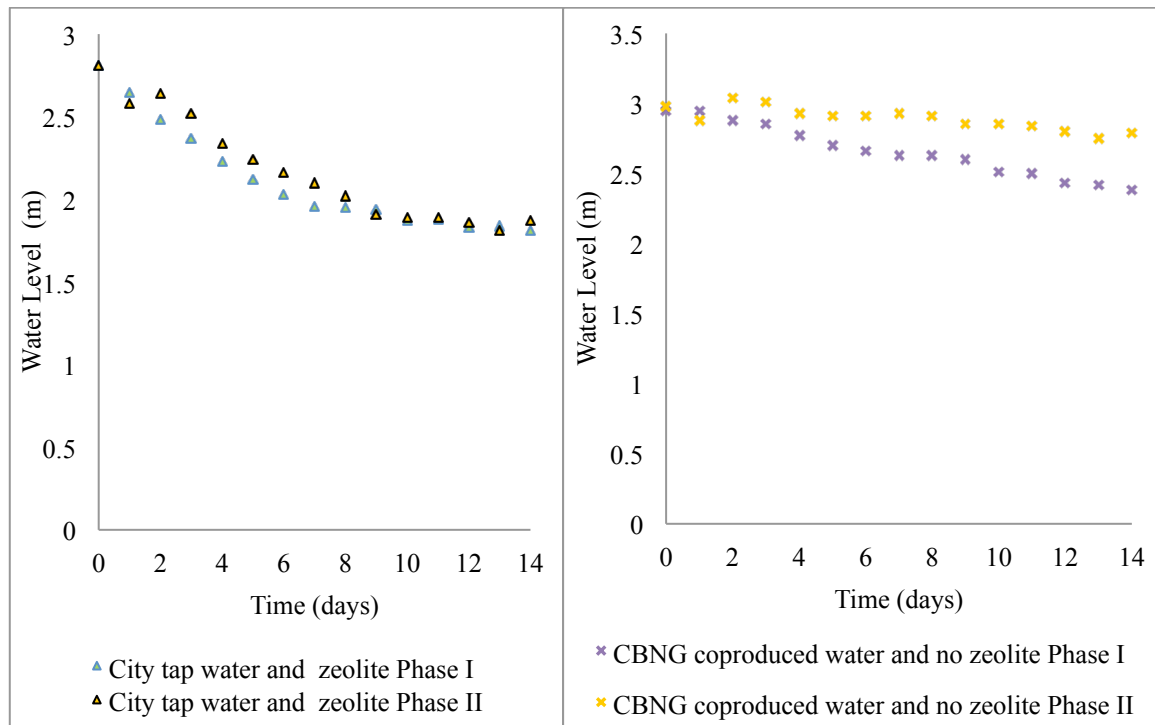 3
2.5
2
1.5
1
0.5
0
Water Level (m)
0 2 4 6 8 10 12 14
Time (days)
City tap water and zeolite Phase I
City tap water and zeolite Phase II
3.5
3
2.5
2
1.5
1
0.5
0
Water Level (m)
0 2 4 6 8 10 12 14
Time (days)
CBNG coproduced water and no zeolite Phase I
CBNG coproduced water and no zeolite Phase II